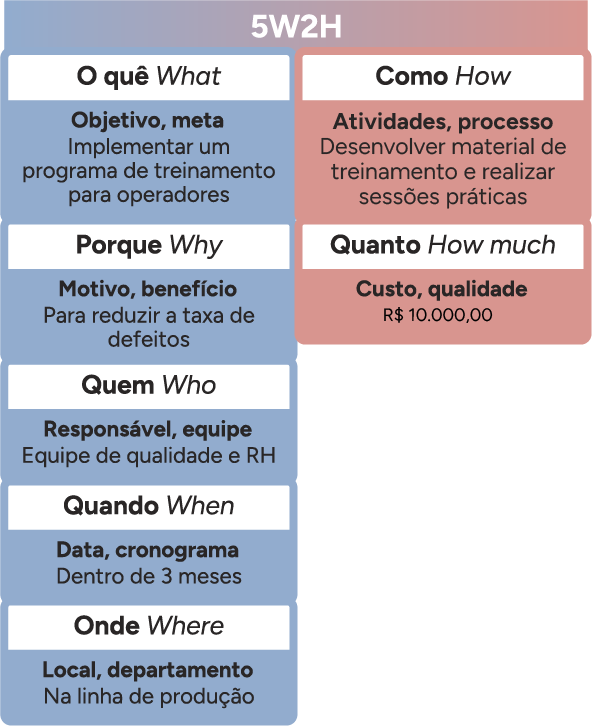 5W2H
O quê What
Objetivo, meta
Implementar um
programa de treinamento
para operadores
Porque Why
Motivo, benefício
Para reduzir a taxa de
defeitos
Quem Who
Responsável, equipe
Equipe de qualidade e RH
Quando When
Data, cronograma
Dentro de 3 meses
Onde Where
Local, departamento
Na linha de produção
Como How
Atividades, processo
Desenvolver material de
treinamento e realizar
sessões práticas
Quanto How much
Custo, qualidade
R$ 10.000,00